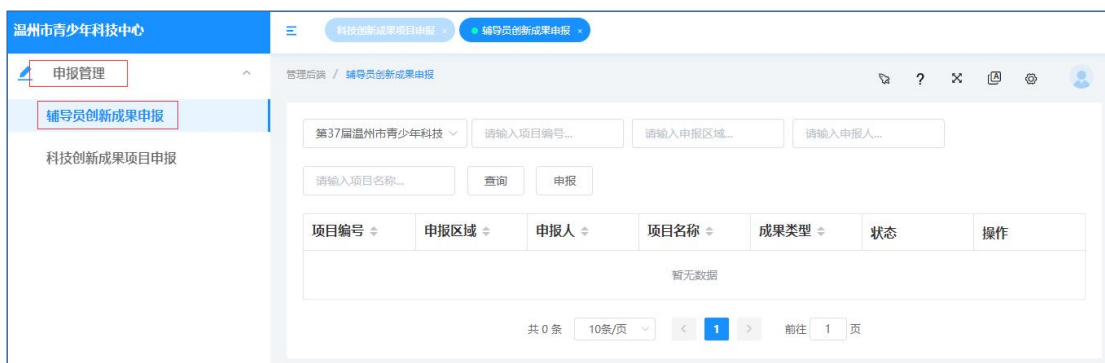 温州市青少年科技中心
科技创新成果项目申报 ×
辅导员创新成果申报 ×
申报管理
管理后端 / 辅导员创新成果申报
?
辅导员创新成果申报
第37届温州市青少年科技 请输入项目编号... 请输入申报区域... 请输入申报人...
科技创新成果项目申报
请输入项目名称... 查询 申报
项目编号 申报区域 申报人 项目名称 成果类型 状态 操作
暂无数据
共 0 条 10条/页 < 1 > 前往 1 页